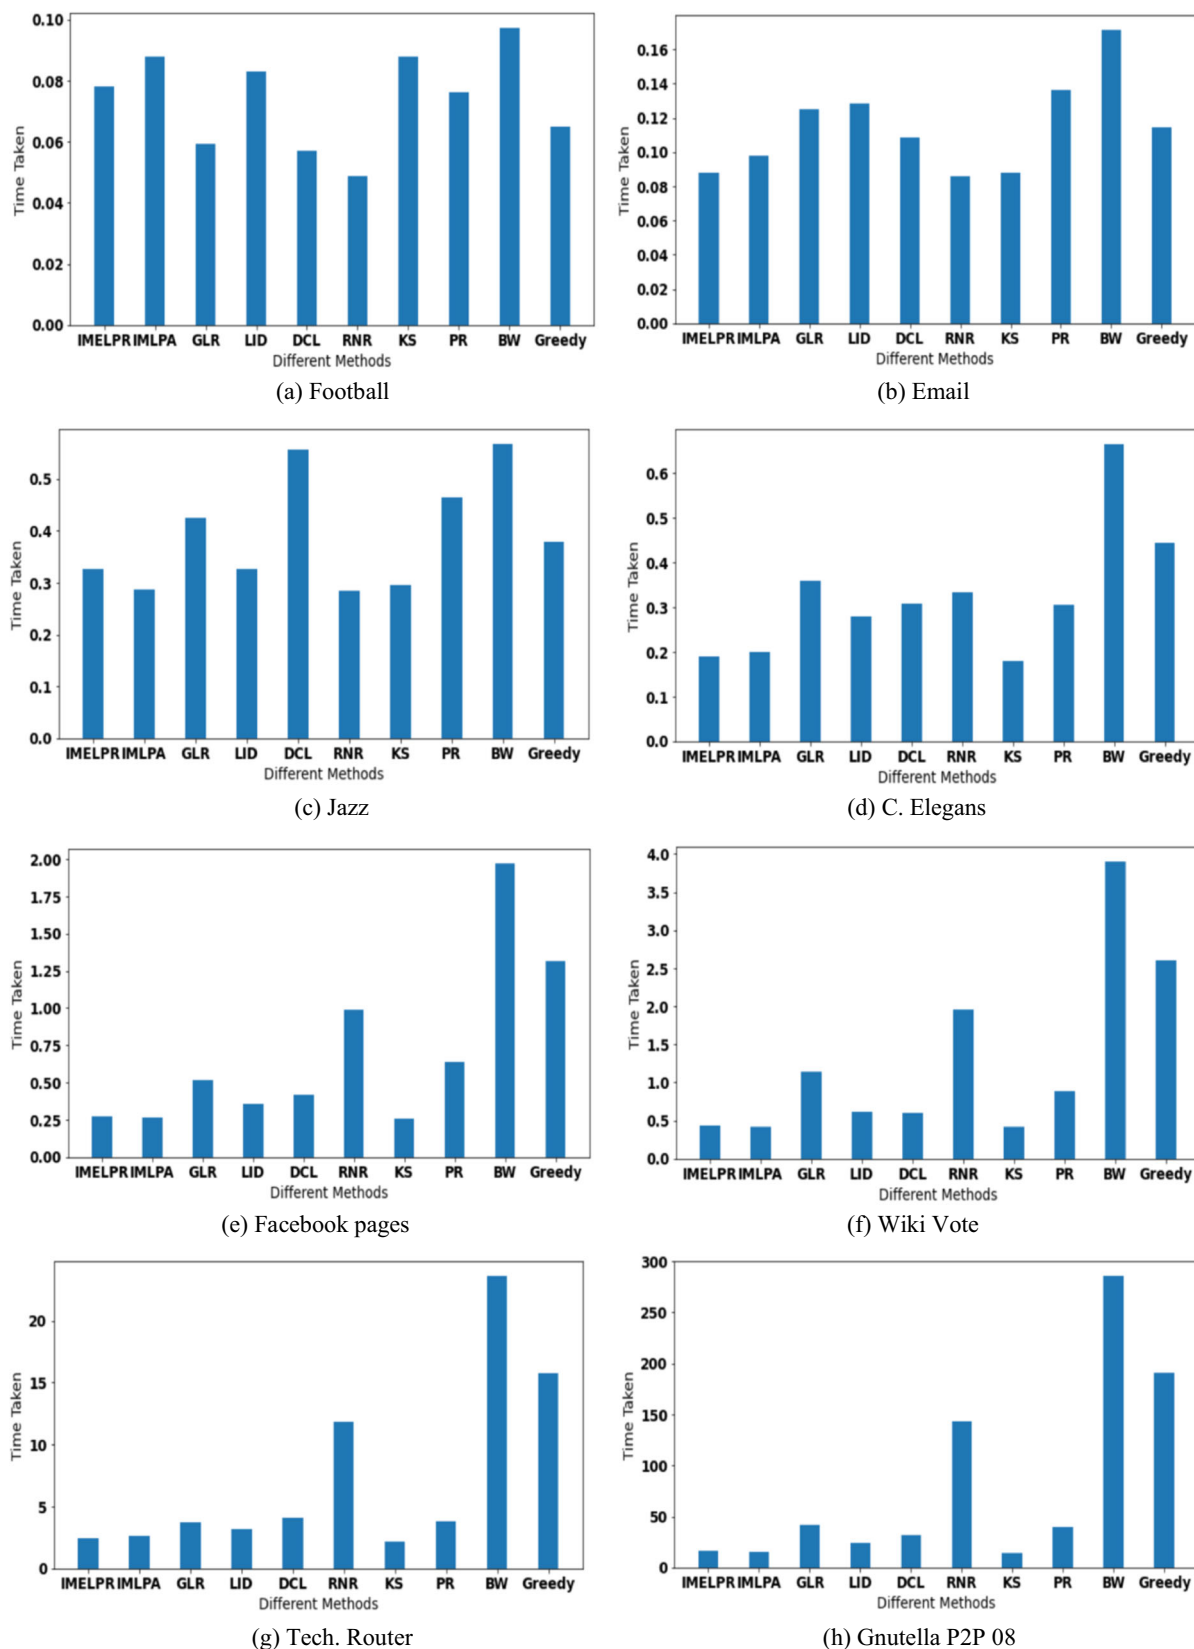 0.10
0.08
0.06
0.04
0.02
0.00
Time Taken
IMELPR IMLPA GLR LID DCL RNR KS PR BW Greedy
Different Methods
(a) Football
0.16
0.14
0.12
0.10
0.08
0.06
0.04
0.02
0.00
Time Taken
IMELPR IMLPA GLR LID DCL RNR KS PR BW Greedy
Different Methods
(b) Email
0.5
0.4
0.3
0.2
0.1
0.0
Time Taken
IMELPR IMLPA GLR LID DCL RNR KS PR BW Greedy
Different Methods
(c) Jazz
0.6
0.5
0.4
0.3
0.2
0.1
0.0
Time Taken
IMELPR IMLPA GLR LID DCL RNR KS PR BW Greedy
Different Methods
(d) C. Elegans
2.00
1.75
1.50
1.25
1.00
0.75
0.50
0.25
0.00
Time Taken
IMELPR IMLPA GLR LID DCL RNR KS PR BW Greedy
Different Methods
(e) Facebook pages
4.0
3.5
3.0
2.5
2.0
1.5
1.0
0.5
0.0
Time Taken
IMELPR IMLPA GLR LID DCL RNR KS PR BW Greedy
Different Methods
(f) Wiki Vote
20
15
10
5
0
Time Taken
IMELPR IMLPA GLR LID DCL RNR KS PR BW Greedy
Different Methods
(g) Tech. Router
300
250
200
150
100
50
0
Time Taken
IMELPR IMLPA GLR LID DCL RNR KS PR BW Greedy
Different Methods
(h) Gnutella P2P 08